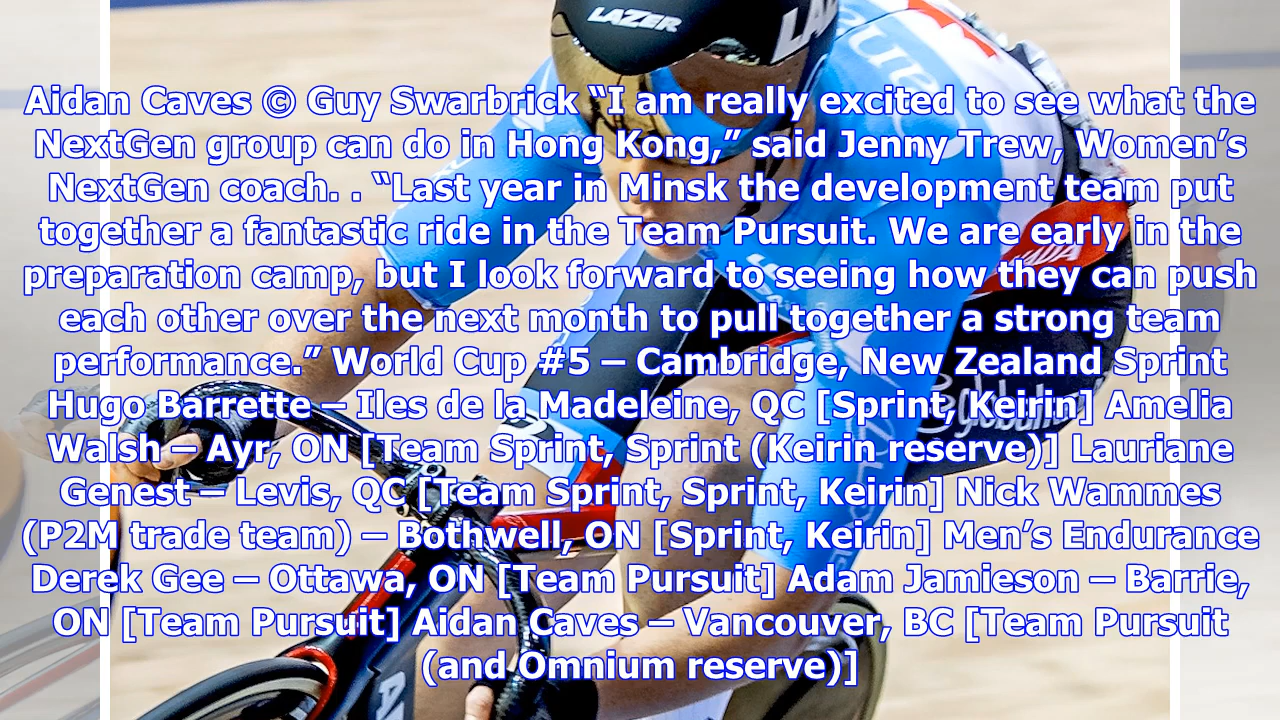 LAZER
Aidan Caves © Guy Swarbrick “I am really excited to see what the
NextGen group can do in Hong Kong,” said Jenny Trew, Women’s
NextGen coach. . “Last year in Minsk the development team put
together a fantastic ride in the Team Pursuit. We are early in the
preparation camp, but I look forward to seeing how they can push
each other over the next month to pull together a strong team
performance.” World Cup #5 – Cambridge, New Zealand Sprint
Hugo Barrette – Iles de la Madeleine, QC [Sprint, Keirin] Amelia
Walsh – Ayr, ON [Team Sprint, Sprint (Keirin reserve)] Lauriane
Genest – Levis, QC [Team Sprint, Sprint, Keirin] Nick Wammes
(P2M trade team) – Bothwell, ON [Sprint, Keirin] Men’s Endurance
Derek Gee – Ottawa, ON [Team Pursuit] Adam Jamieson – Barrie,
ON [Team Pursuit] Aidan Caves – Vancouver, BC [Team Pursuit
(and Omnium reserve)]